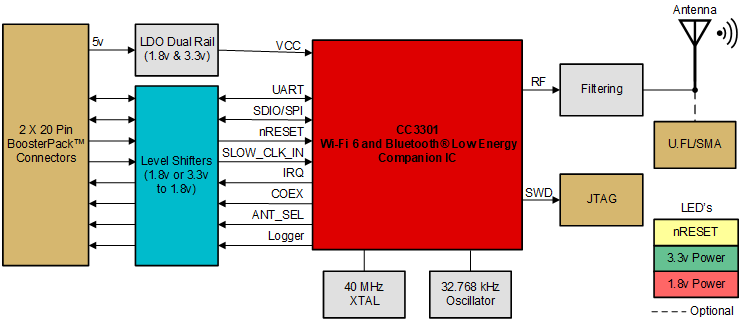 Antenna
5v
LDO Dual Rail
(1.8v & 3.3v)
VCC
2 X 20 Pin
BoosterPack™
Connectors
Level Shifters
(1.8v or 3.3v
to 1.8v)
UART
SDIO/SPI
nRESET
SLOW_CLK_IN
IRQ
COEX
ANT_SEL
Logger
CC3301
Wi-Fi 6 and Bluetooth® Low Energy
Companion IC
RF
Filtering
U.FL/SMA
SWD
JTAG
40 MHz
XTAL
32.768 kHz
Oscillator
LED's
nRESET
3.3v Power
1.8v Power
Optional